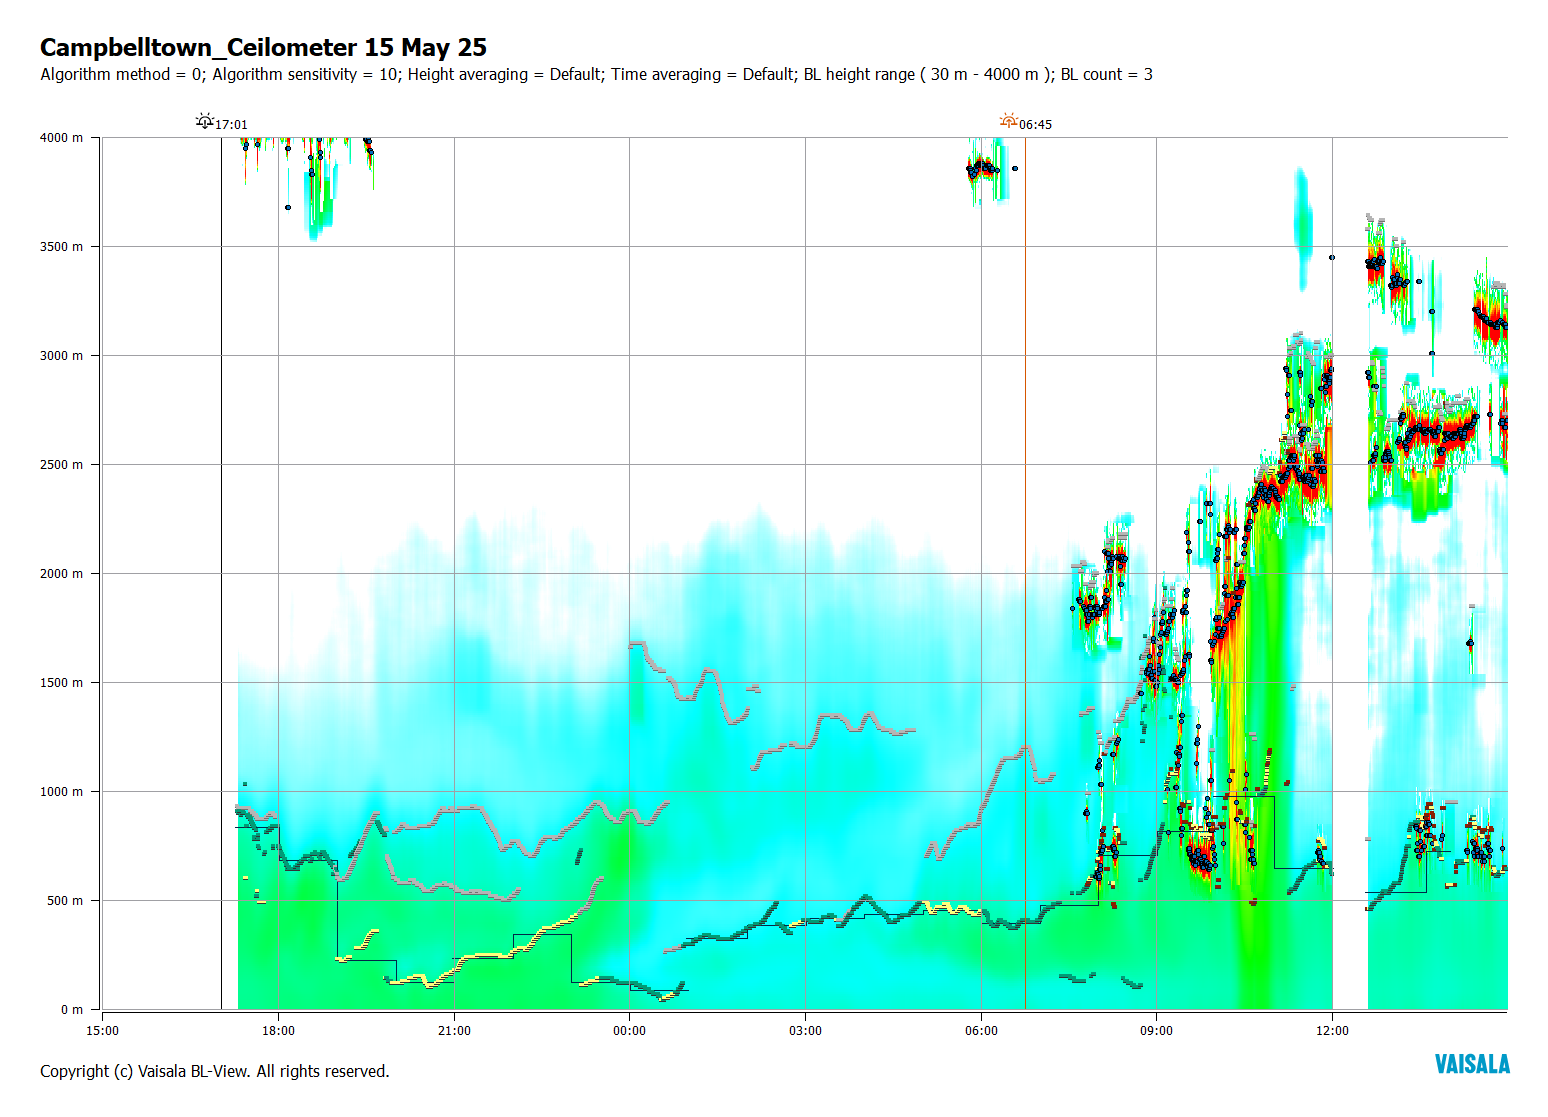 Campbelltown_Ceilometer 15 May 25
Algorithm method = 0; Algorithm sensitivity = 10; Height averaging = Default; Time averaging = Default; BL height range ( 30 m - 4000 m ); BL count = 3
17:01
06:45
4000 m
3500 m
3000 m
2500 m
2000 m
1500 m
1000 m
500 m
0 m
15:00
18:00
21:00
00:00
03:00
06:00
09:00
12:00
Copyright (c) Vaisala BL-View. All rights reserved.
VAISALA